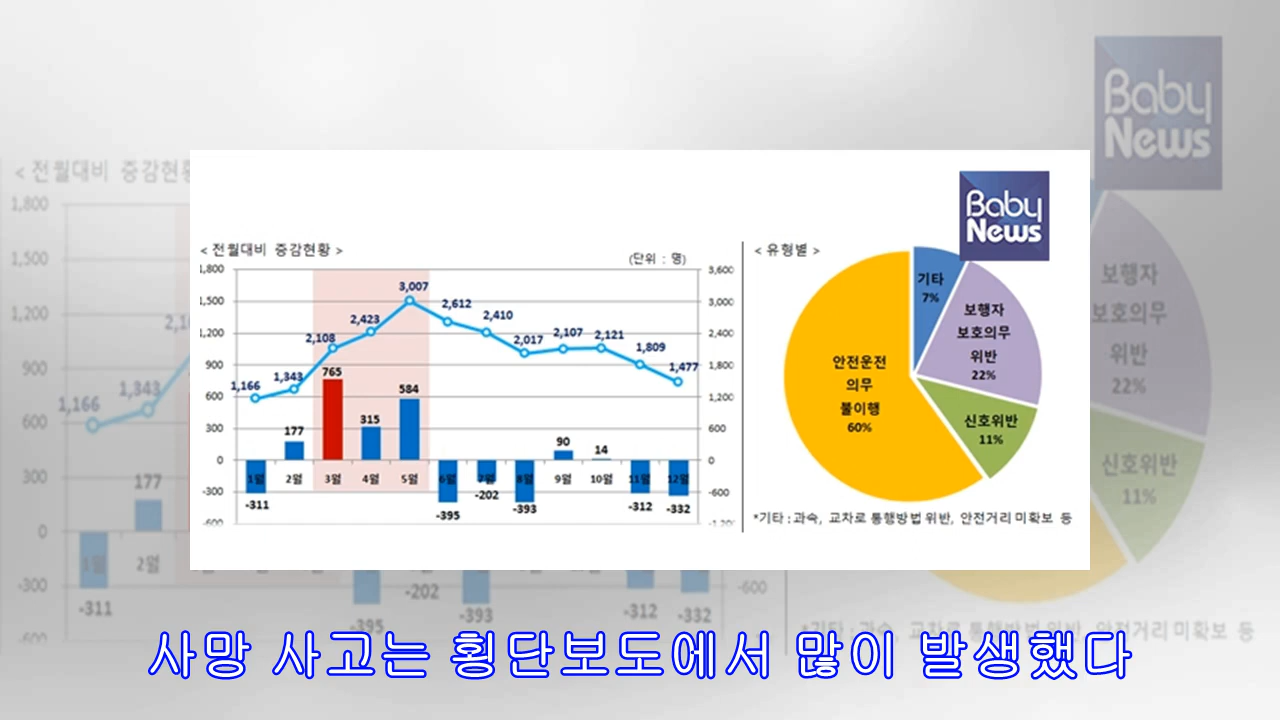 Baby
News
< 전월대비 증감현황 >
(단위 : 명)
< 유형별 >
1,800
1,500
1,200
900
600
300
0
-300
-600
3,600
3,000
2,400
1,800
1,200
600
0
-600
1,166
1,343
2,108
2,423
3,007
2,612
2,410
2,017
2,107
2,121
1,809
1,477
-311
177
765
315
584
-395
-202
-393
90
14
-312
-332
1월 2월 3월 4월 5월 6월 7월 8월 9월 10월 11월 12월
기타
7%
보행자
보호의무
위반
22%
신호위반
11%
안전운전
의무
불이행
60%
*기타 : 과속, 교차로 통행방법 위반, 안전거리 미확보 등
사망 사고는 횡단보도에서 많이 발생했다